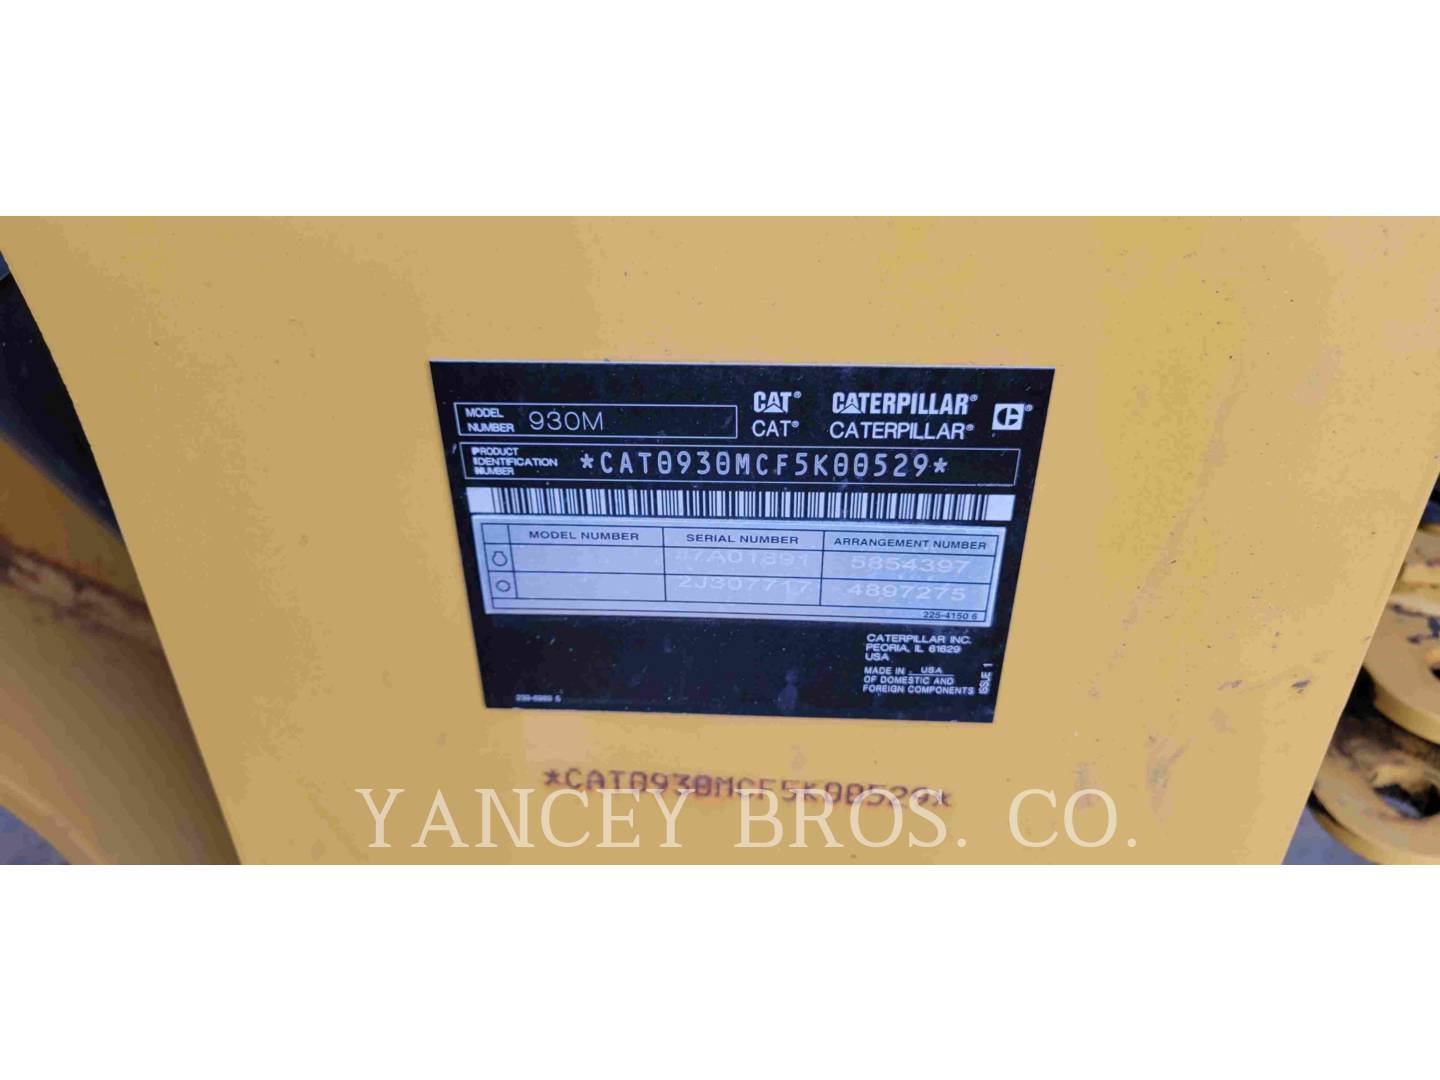 MODEL NUMBER 930M
CAT® CATERPILLAR®
CAT® CATERPILLAR®
PRODUCT IDENTIFICATION NUMBER *CAT0930MCF5K00529*
MODEL NUMBER SERIAL NUMBER ARRANGEMENT NUMBER
5854397
2J307717 4897275
225-4150 6
CATERPILLAR INC.
PEORIA, IL 61629
USA
MADE IN USA
OF DOMESTIC AND
FOREIGN COMPONENTS
ISSUE 1
*CAT0930MCF5K00529*
YANCEY BROS. CO.